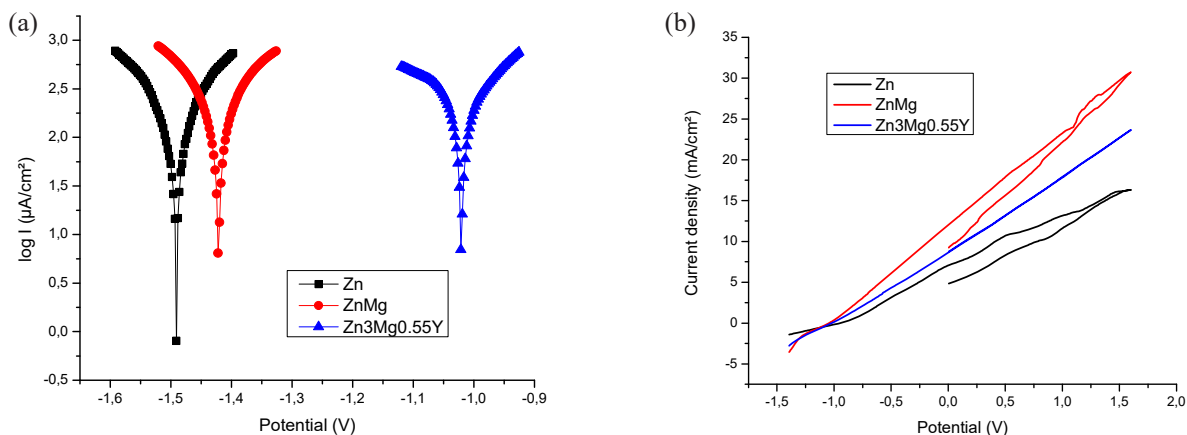 (a)
3,0
2,5
2,0
1,5
1,0
0,5
0,0
-0,5
log I (µA/cm²)
Zn
ZnMg
Zn3Mg0.55Y
-1,6 -1,5 -1,4 -1,3 -1,2 -1,1 -1,0 -0,9
Potential (V)
(b)
35
30
25
20
15
10
5
0
-5
Current density (mA/cm²)
Zn
ZnMg
Zn3Mg0.55Y
-1,5 -1,0 -0,5 0,0 0,5 1,0 1,5 2,0
Potential (V)